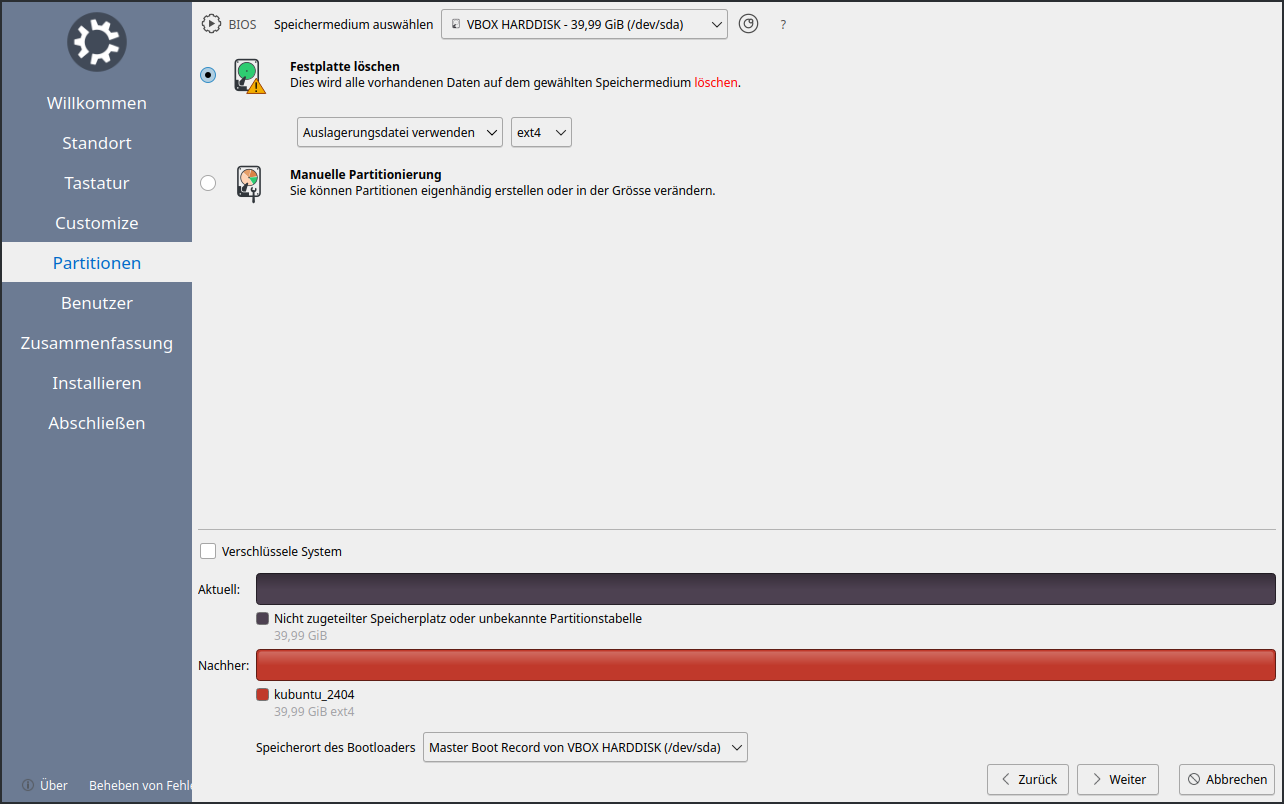 Willkommen
Standort
Tastatur
Customize
Partitionen
Benutzer
Zusammenfassung
Installieren
Abschließen
Über
Beheben von Fehle
BIOS
Speichermedium auswählen
VBOX HARDDISK - 39,99 GiB (/dev/sda)
?
Festplatte löschen
Dies wird alle vorhandenen Daten auf dem gewählten Speichermedium löschen.
Auslagerungsdatei verwenden
ext4
Manuelle Partitionierung
Sie können Partitionen eigenhändig erstellen oder in der Grösse verändern.
Verschlüssele System
Aktuell:
Nicht zugeteilter Speicherplatz oder unbekannte Partitionstabelle
39,99 GiB
Nachher:
kubuntu_2404
39,99 GiB ext4
Speicherort des Bootloaders
Master Boot Record von VBOX HARDDISK (/dev/sda)
Zurück
Weiter
Abbrechen